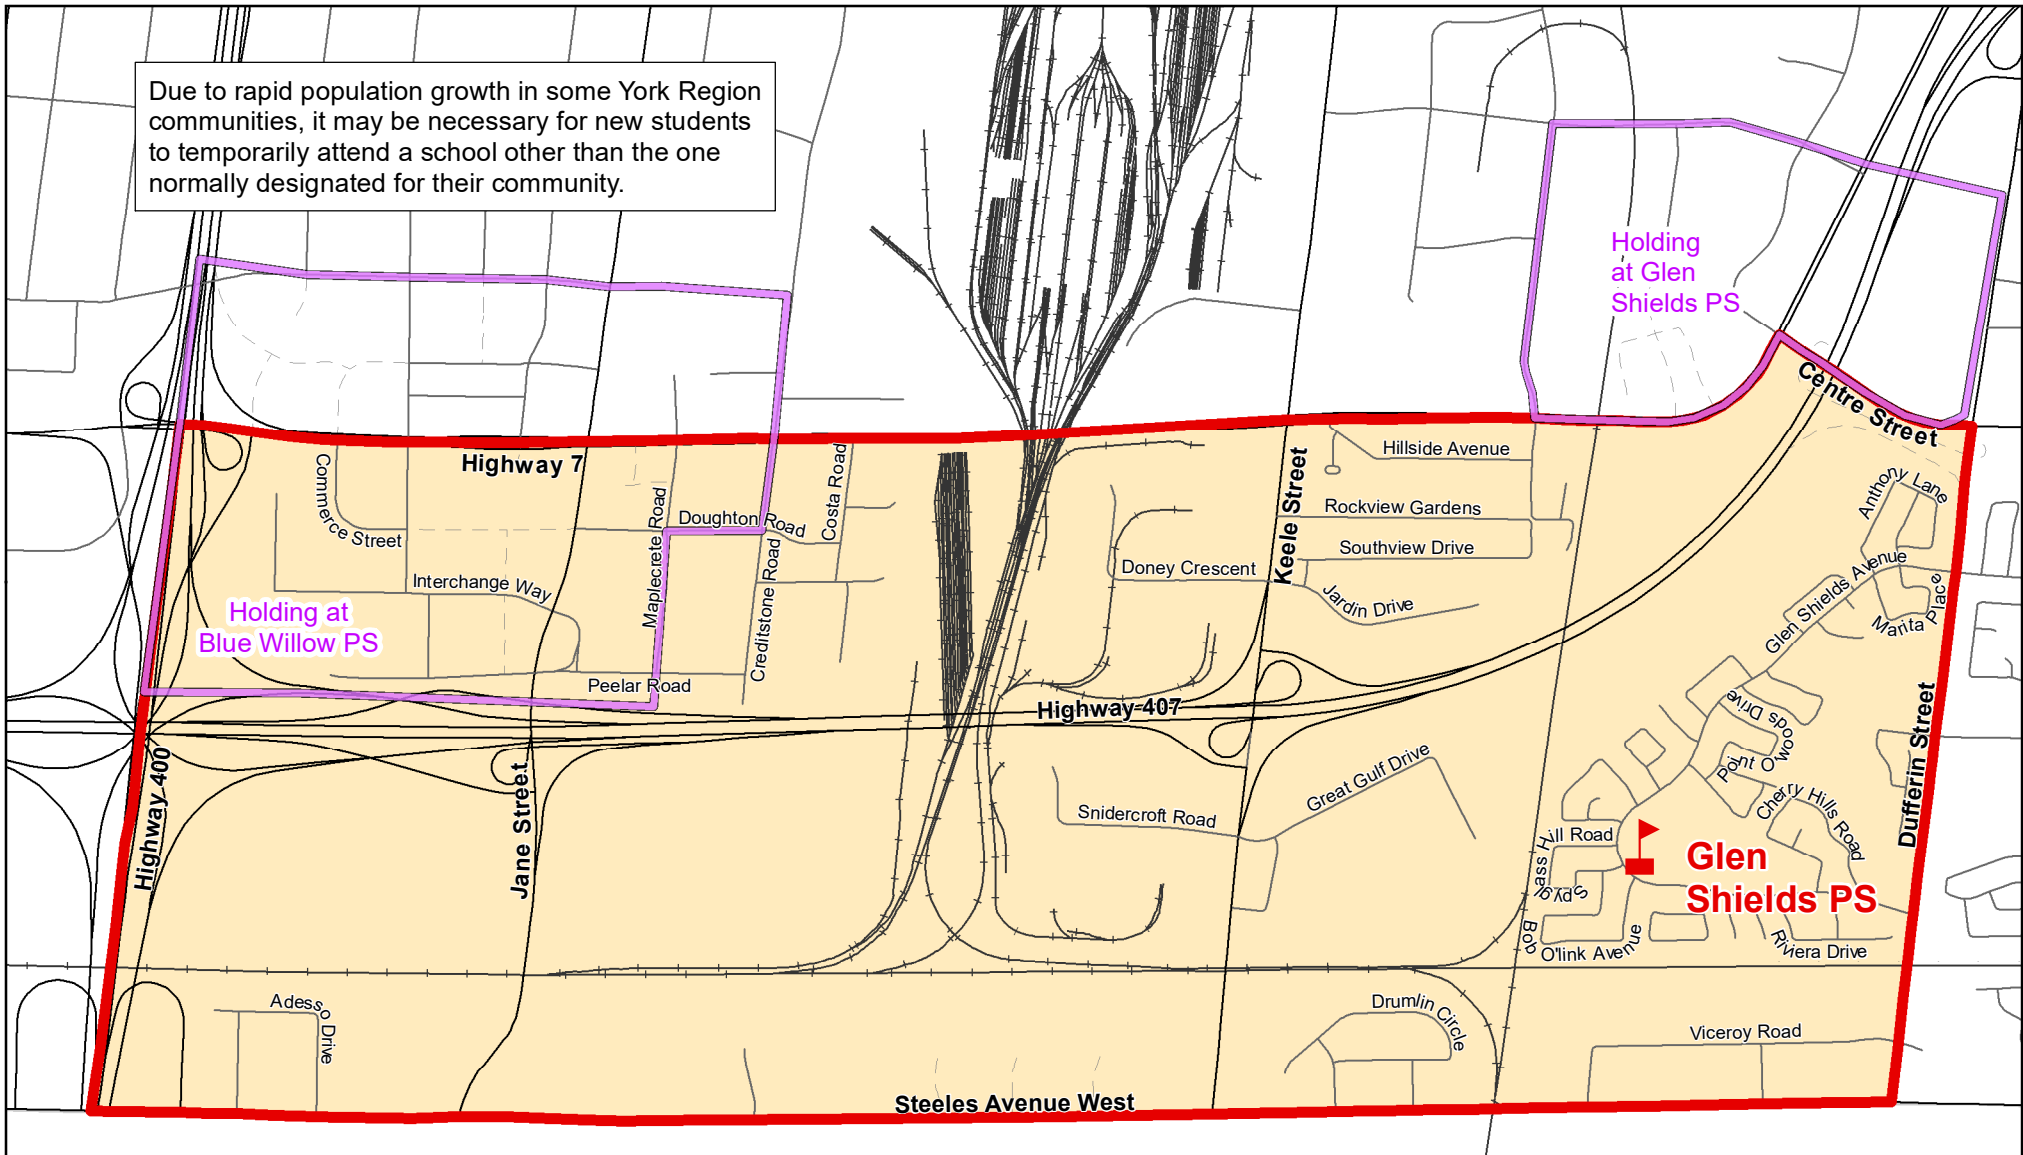 Due to rapid population growth in some York Region
communities, it may be necessary for new students
to temporarily attend a school other than the one
normally designated for their community.
Holding
at Glen
Shields PS
Centre Street
Highway 7
Commerce Street
Maplecrete Road
Doughton Road
Costa Road
Creditstone Road
Interchange Way
Peelar Road
Holding at
Blue Willow PS
Keele Street
Hillside Avenue
Rockview Gardens
Southview Drive
Doney Crescent
Jardin Drive
Anthony Lane
Glen Shields Avenue
Marita Place
Highway 407
Highway 400
Jane Street
Snidercroft Road
Great Gulf Drive
Point O'woods Drive
Cherry Hills Road
Dufferin Street
Spyglass Hill Road
Glen
Shields PS
Bob O'link Avenue
Riviera Drive
Adesso Drive
Drumlin Circle
Viceroy Road
Steeles Avenue West